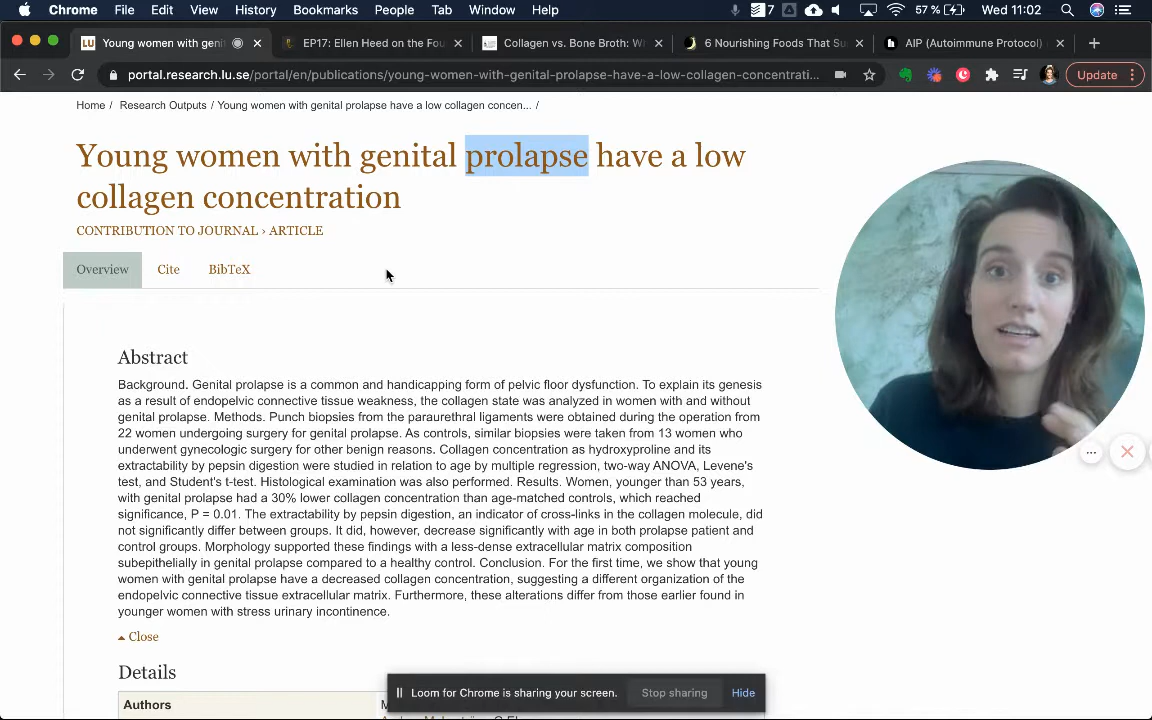 Chrome File Edit View History Bookmarks People Tab Window Help 7 57 % Wed 11:02
LU Young women with geni EP17: Ellen Heed on the Fou Collagen vs. Bone Broth: W 6 Nourishing Foods That Su AIP (Autoimmune Protocol)
portal.research.lu.se/portal/en/publications/young-women-with-genital-prolapse-have-a-low-collagen-concentrati... Update
Home / Research Outputs / Young women with genital prolapse have a low collagen concen... /
Young women with genital prolapse have a low
collagen concentration
CONTRIBUTION TO JOURNAL › ARTICLE
Overview Cite BibTeX
Abstract
Background. Genital prolapse is a common and handicapping form of pelvic floor dysfunction. To explain its genesis
as a result of endopelvic connective tissue weakness, the collagen state was analyzed in women with and without
genital prolapse. Methods. Punch biopsies from the paraurethral ligaments were obtained during the operation from
22 women undergoing surgery for genital prolapse. As controls, similar biopsies were taken from 13 women who
underwent gynecologic surgery for other benign reasons. Collagen concentration as hydroxyproline and its
extractability by pepsin digestion were studied in relation to age by multiple regression, two-way ANOVA, Levene's
test, and Student's t-test. Histological examination was also performed. Results. Women, younger than 53 years,
with genital prolapse had a 30% lower collagen concentration than age-matched controls, which reached
significance, P = 0.01. The extractability by pepsin digestion, an indicator of cross-links in the collagen molecule, did
not significantly differ between groups. It did, however, decrease significantly with age in both prolapse patient and
control groups. Morphology supported these findings with a less-dense extracellular matrix composition
subepithelially in genital prolapse compared to a healthy control. Conclusion. For the first time, we show that young
women with genital prolapse have a decreased collagen concentration, suggesting a different organization of the
endopelvic connective tissue extracellular matrix. Furthermore, these alterations differ from those earlier found in
younger women with stress urinary incontinence.
Close
Details
Loom for Chrome is sharing your screen. Stop sharing Hide
Authors